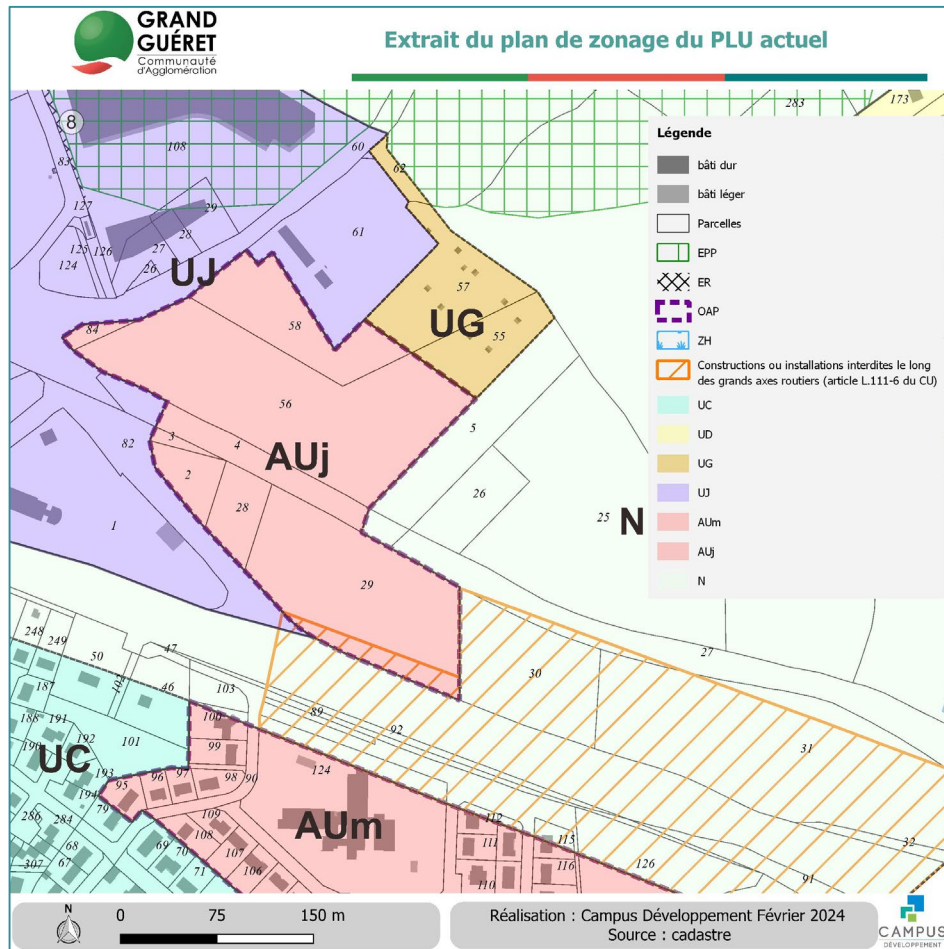 GRAND
GUÉRET
Communauté
d'Agglomération
Extrait du plan de zonage du PLU actuel
Légende
bâti dur
bâti léger
Parcelles
EPP
ER
OAP
ZH
Constructions ou installations interdites le long
des grands axes routiers (article L.111-6 du CU)
UC
UD
UG
UJ
AUm
AUj
N
8
108
83
127
125
126
124
29
28
27
26
60
62
61
283
173
UJ
57
UG
55
58
84
56
82
3
4
AUj
2
28
5
26
25
N
1
29
248
249
50
47
102
46
103
30
27
187
188
191
190
192
101
UC
100
99
89
92
31
193
194
95
96
97
98
90
124
79
286
284
68
67
307
69
70
71
109
108
107
106
AUm
112
111
110
115
116
126
91
32
N
0 75 150 m
Réalisation : Campus Développement Février 2024
Source : cadastre
CAMPUS
DÉVELOPPEMENT